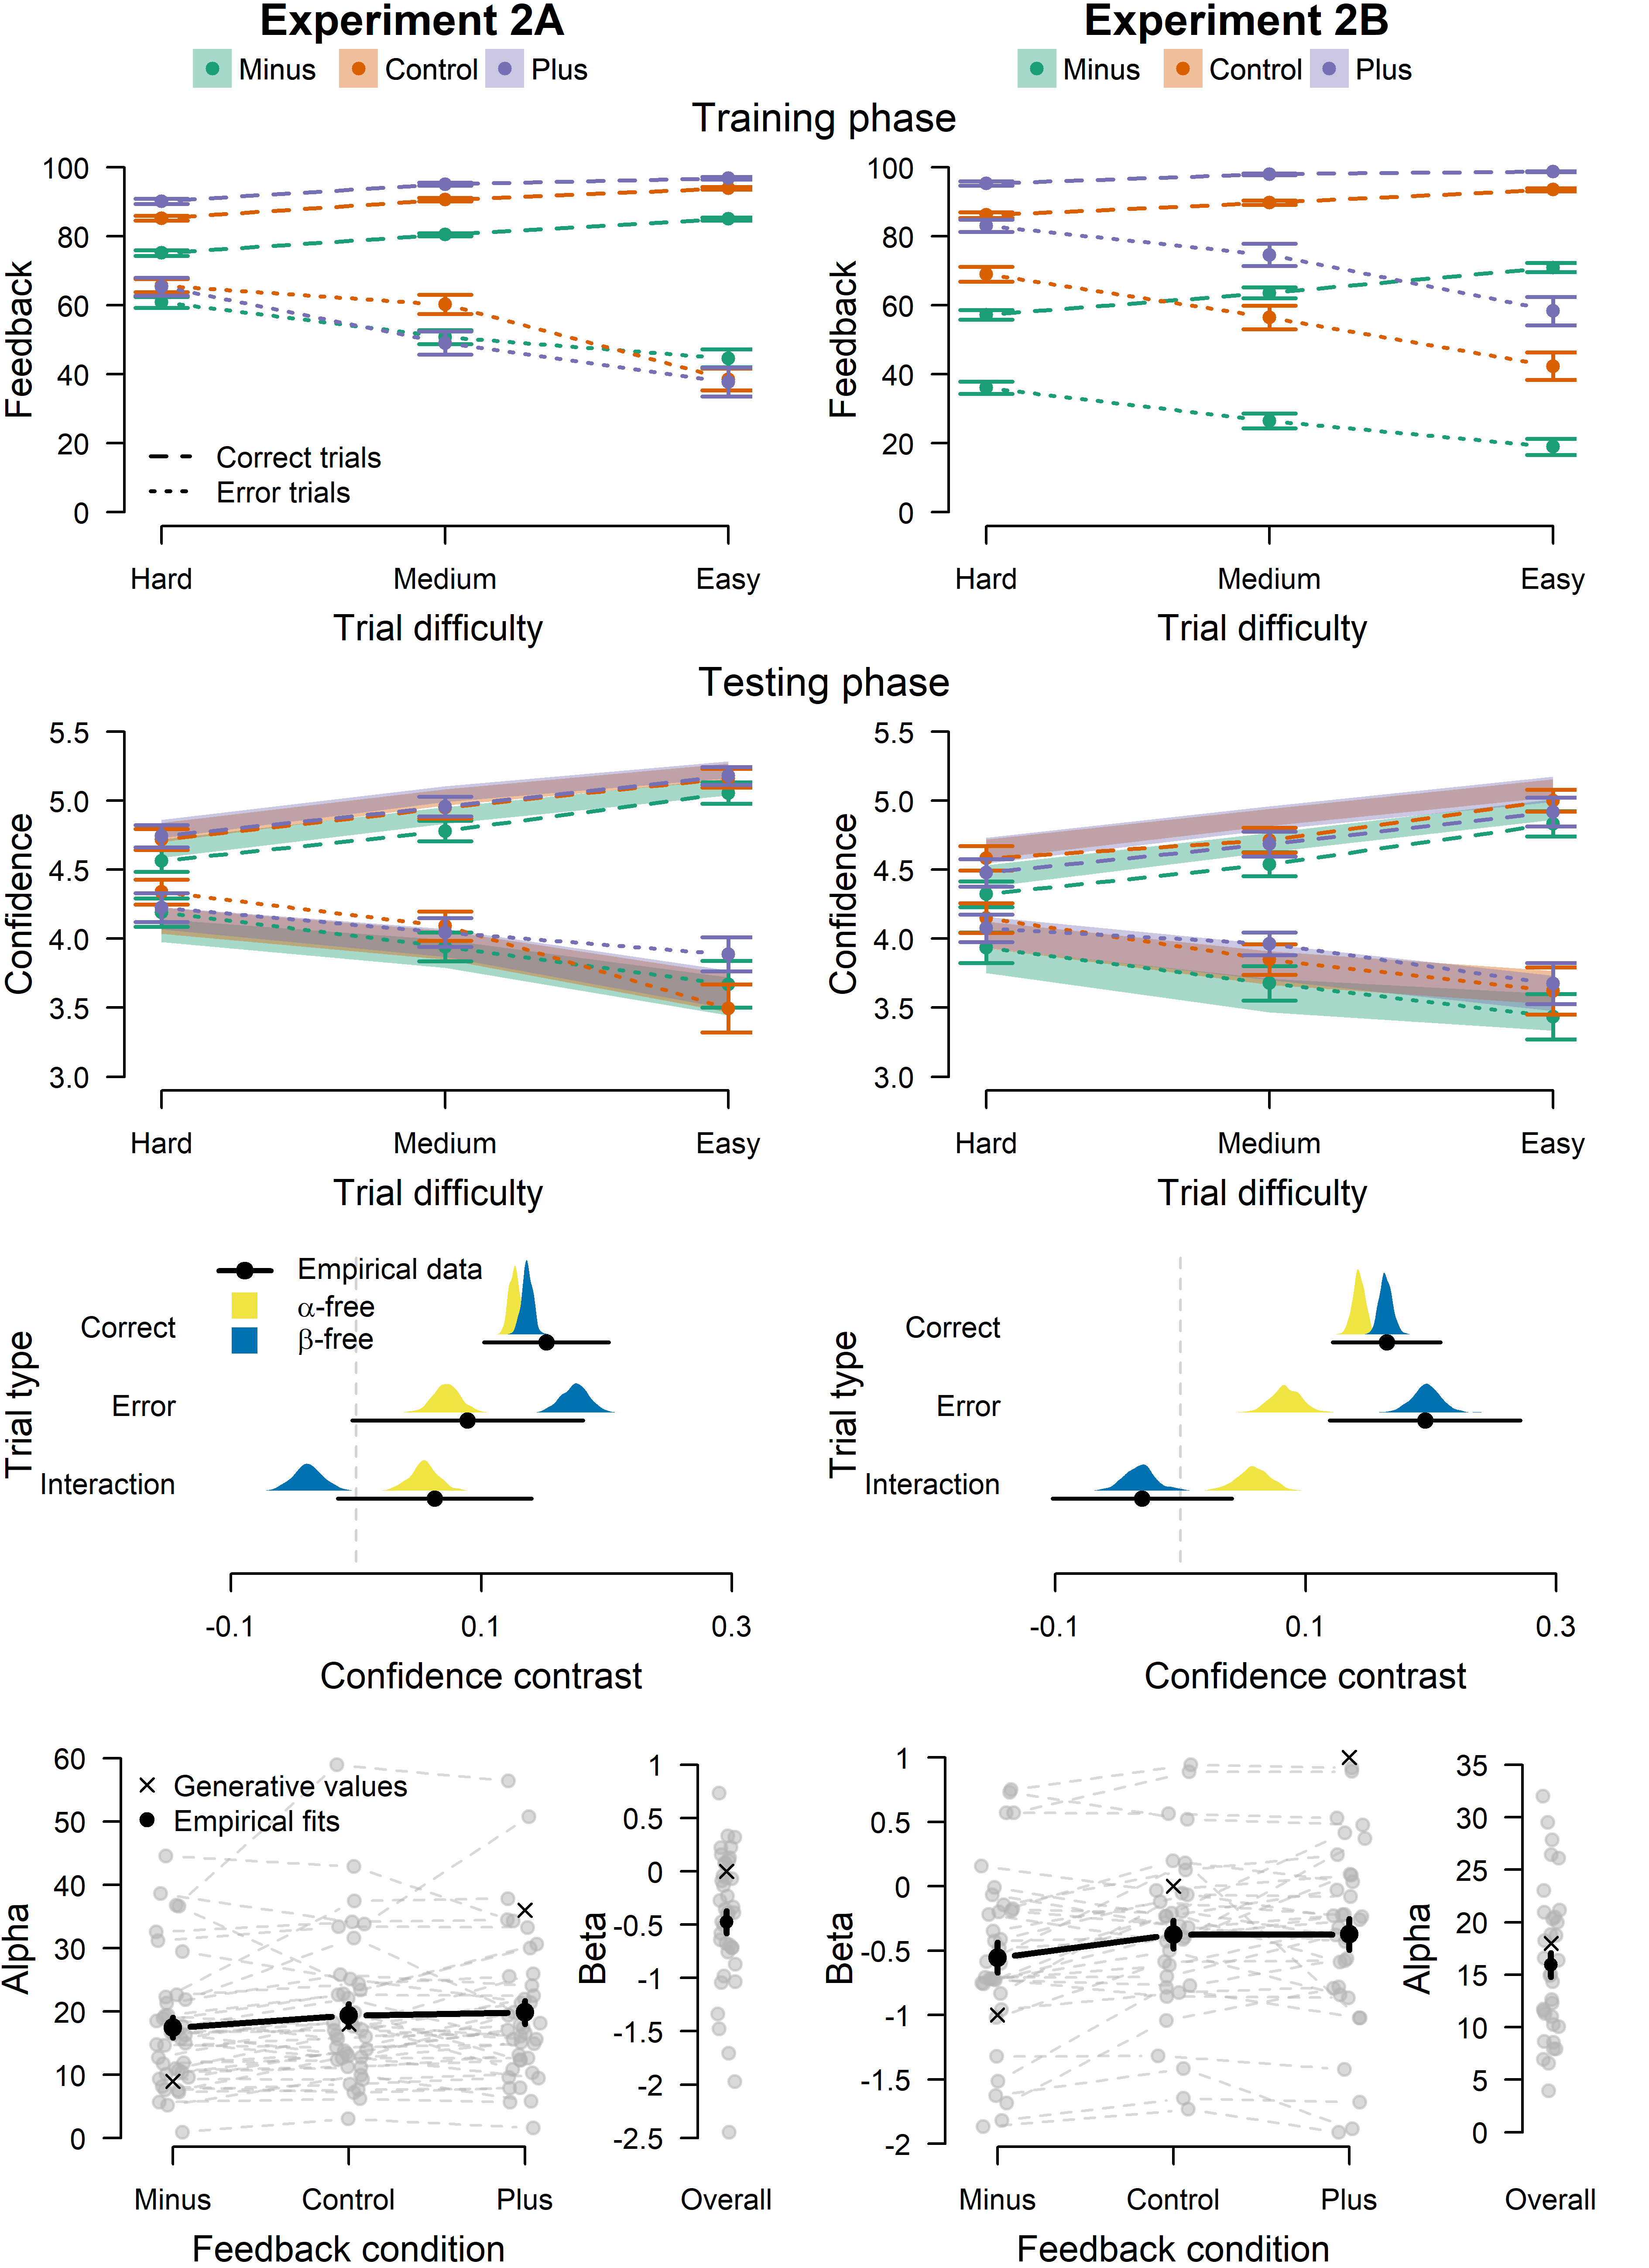 Experiment 2A
Experiment 2B
Minus Control Plus
Minus Control Plus
Training phase
Feedback
100
80
60
40
20
0
Correct trials
Error trials
Hard Medium Easy
Trial difficulty
Feedback
100
80
60
40
20
0
Hard Medium Easy
Trial difficulty
Testing phase
Confidence
5.5
5.0
4.5
4.0
3.5
3.0
Hard Medium Easy
Trial difficulty
Confidence
5.5
5.0
4.5
4.0
3.5
3.0
Hard Medium Easy
Trial difficulty
Trial type
Empirical data
α-free
β-free
Correct
Error
Interaction
-0.1 0.1 0.3
Confidence contrast
Trial type
Correct
Error
Interaction
-0.1 0.1 0.3
Confidence contrast
Alpha
60
50
40
30
20
10
0
Generative values
Empirical fits
Minus Control Plus
Feedback condition
Beta
1
0.5
0
-0.5
-1
-1.5
-2
-2.5
Overall
Beta
1
0.5
0
-0.5
-1
-1.5
-2
Minus Control Plus
Feedback condition
Alpha
35
30
25
20
15
10
5
0
Overall